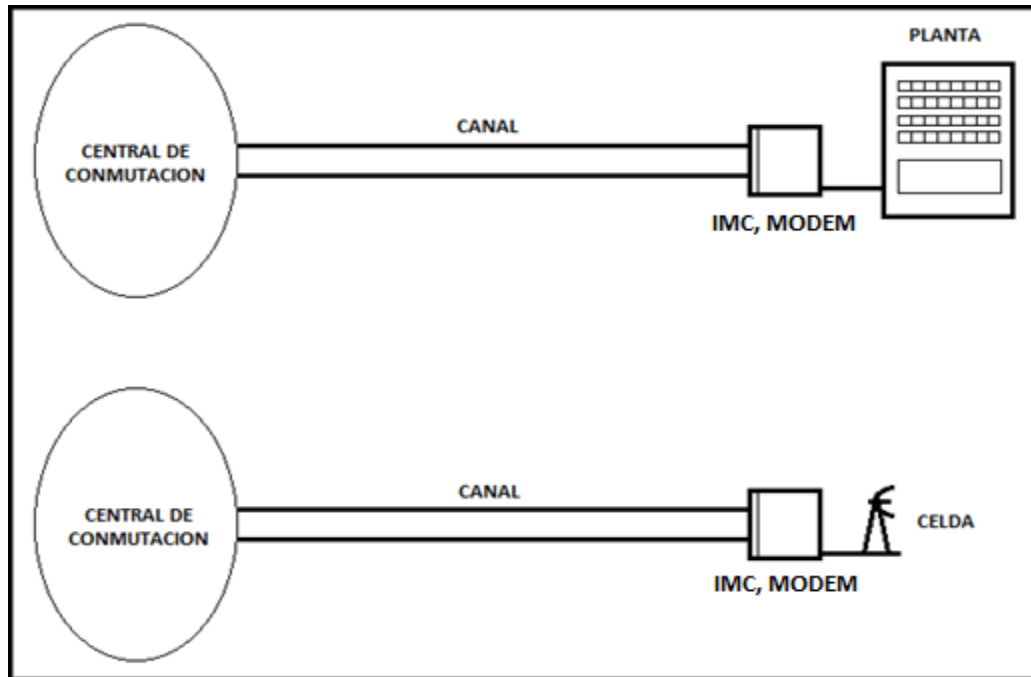 PLANTA
CANAL
CENTRAL DE
CONMUTACION
IMC, MODEM
CANAL
CENTRAL DE
CONMUTACION
CELDA
IMC, MODEM